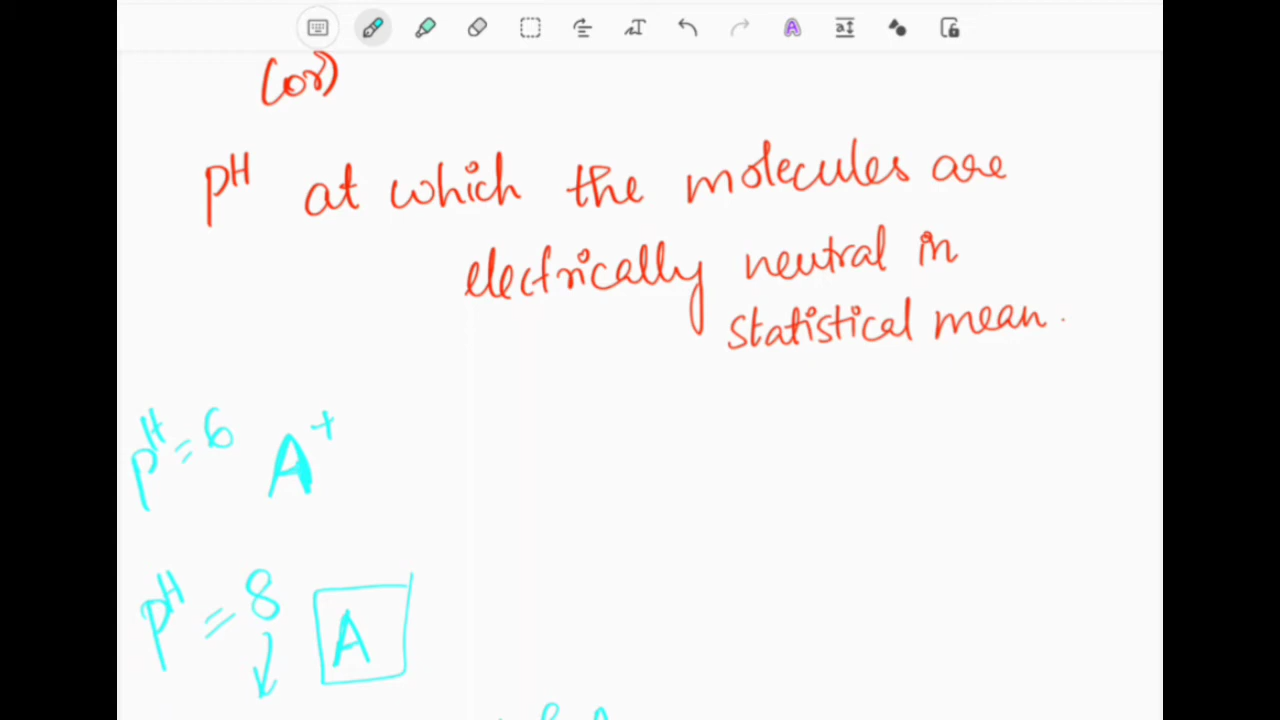 (or)
pH at which the molecules are
electrically neutral in
statistical mean.
pH = 6 A+
pH = 8 A